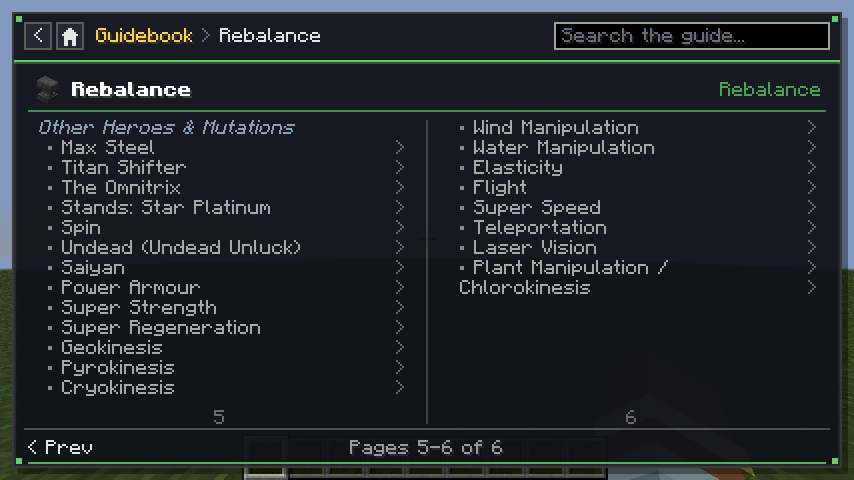 Guidebook > Rebalance
Search the guide...
Rebalance
Rebalance
Other Heroes & Mutations
▪ Max Steel >
▪ Titan Shifter >
▪ The Omnitrix >
▪ Stands: Star Platinum >
▪ Spin >
▪ Undead (Undead Unluck) >
▪ Saiyan >
▪ Power Armour >
▪ Super Strength >
▪ Super Regeneration >
▪ Geokinesis >
▪ Pyrokinesis >
▪ Cryokinesis >
5
▪ Wind Manipulation >
▪ Water Manipulation >
▪ Elasticity >
▪ Flight >
▪ Super Speed >
▪ Teleportation >
▪ Laser Vision >
▪ Plant Manipulation / >
Chlorokinesis >
6
< Prev
Pages 5-6 of 6